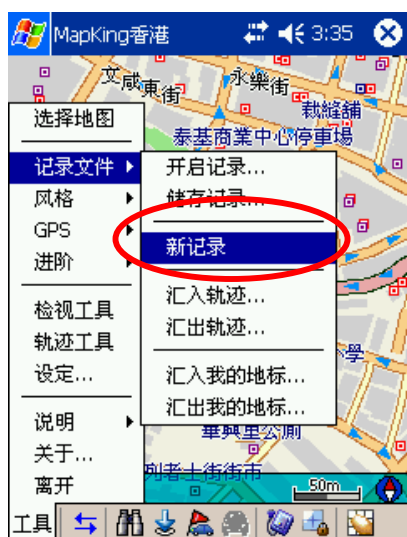 MapKing香港 3:35
文咸東街
永樂街
裁縫舖
泰基商業中心停車場
选择地图
记录文件
风格
GPS
进阶
检视工具
轨迹工具
设定...
说明
关于...
离开
开启记录...
储存记录...
新记录
汇入轨迹...
汇出轨迹...
汇入我的地标...
汇出我的地标...
學
華興里公廁
列者士街街市
50m
工具